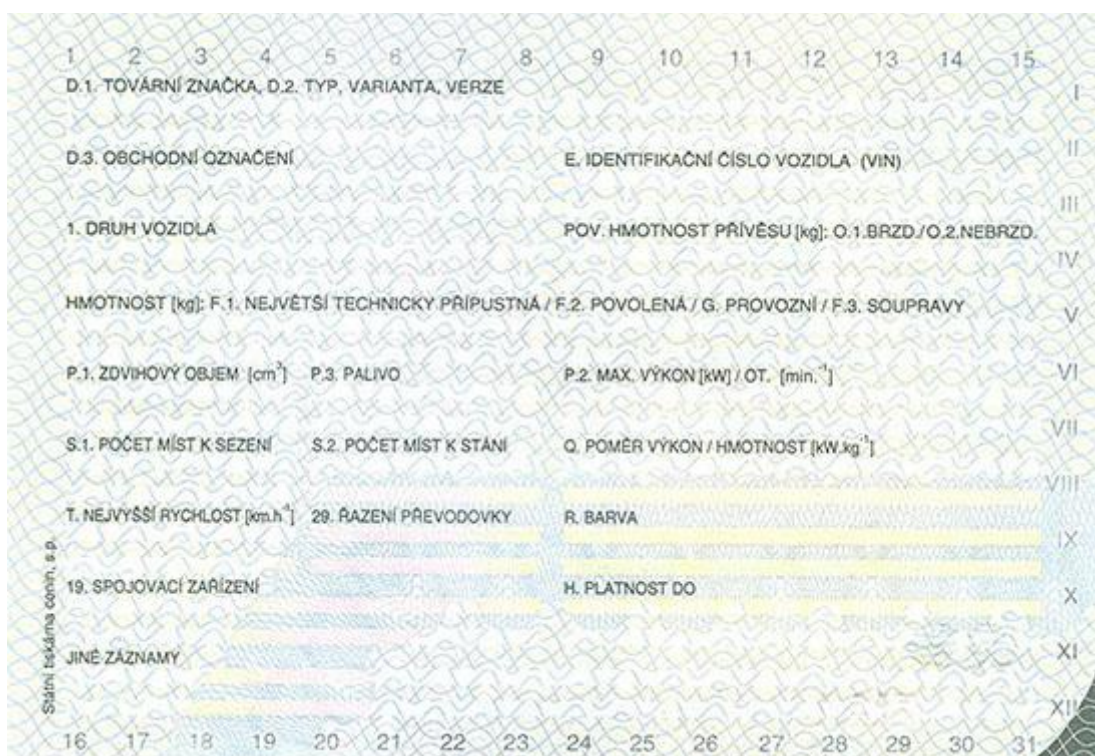 1 2 3 4 5 6 7 8 9 10 11 12 13 14 15
D.1. TOVÁRNÍ ZNAČKA, D.2. TYP, VARIANTA, VERZE
I
D.3. OBCHODNÍ OZNAČENÍ E. IDENTIFIKAČNÍ ČÍSLO VOZIDLA (VIN)
II
III
1. DRUH VOZIDLA POV. HMOTNOST PŘÍVĚSU [kg]: O.1.BRZD./O.2.NEBRZD.
IV
HMOTNOST [kg]: F.1. NEJVĚTŠÍ TECHNICKY PŘÍPUSTNÁ / F.2. POVOLENÁ / G. PROVOZNÍ / F.3. SOUPRAVY
V
P.1. ZDVIHOVÝ OBJEM [cm³] P.3. PALIVO P.2. MAX. VÝKON [kW] / OT. [min.⁻¹] VI
VII
S.1. POČET MÍST K SEZENÍ S.2. POČET MÍST K STÁNÍ Q. POMĚR VÝKON / HMOTNOST [kW.kg⁻¹]
VIII
T. NEJVYŠŠÍ RYCHLOST [km.h⁻¹] 29. ŘAZENÍ PŘEVODOVKY R. BARVA
IX
19. SPOJOVACÍ ZAŘÍZENÍ H. PLATNOST DO X
JINÉ ZÁZNAMY XI
XII
16 17 18 19 20 21 22 23 24 25 26 27 28 29 30 31
Státní tiskárna cenin, s.p.